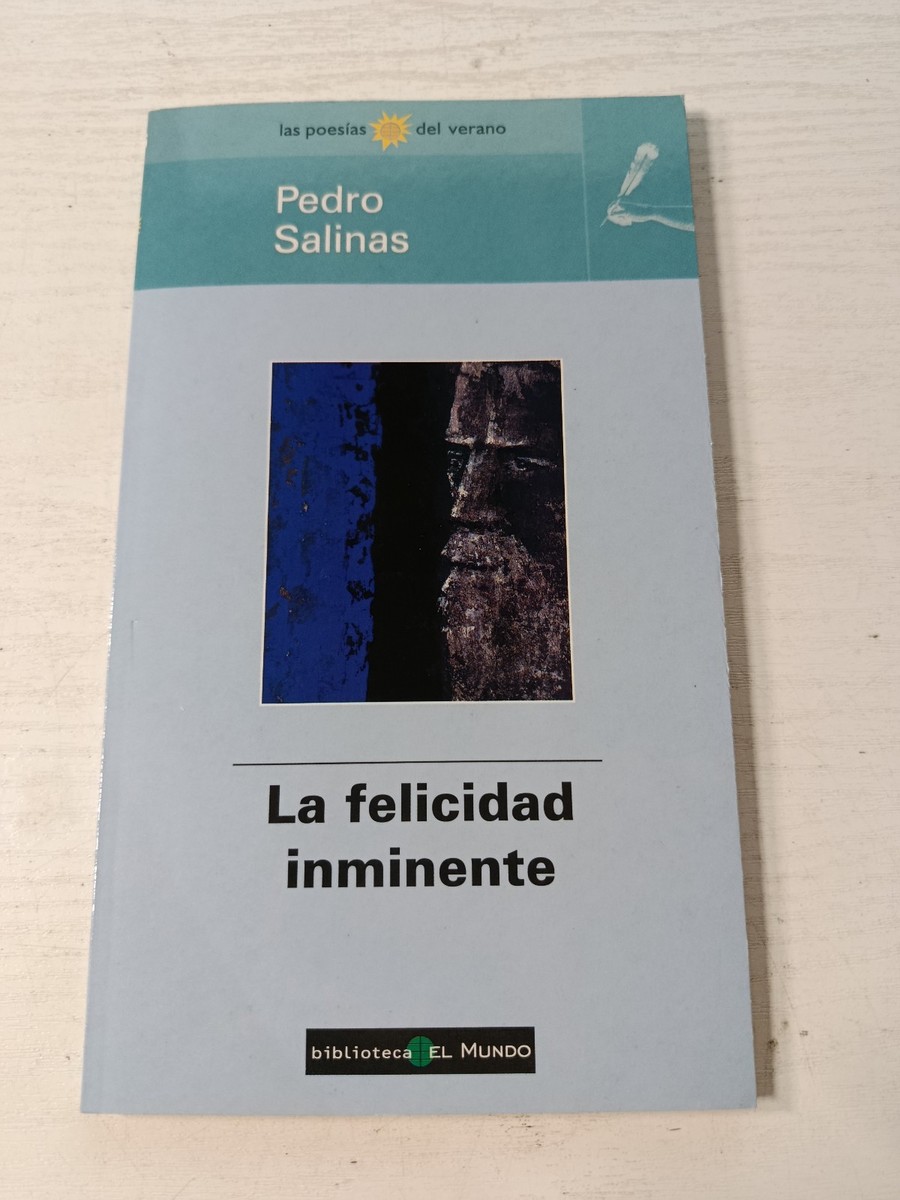 las poesías del verano
Pedro
Salinas
La felicidad
inminente
biblioteca EL MUNDO